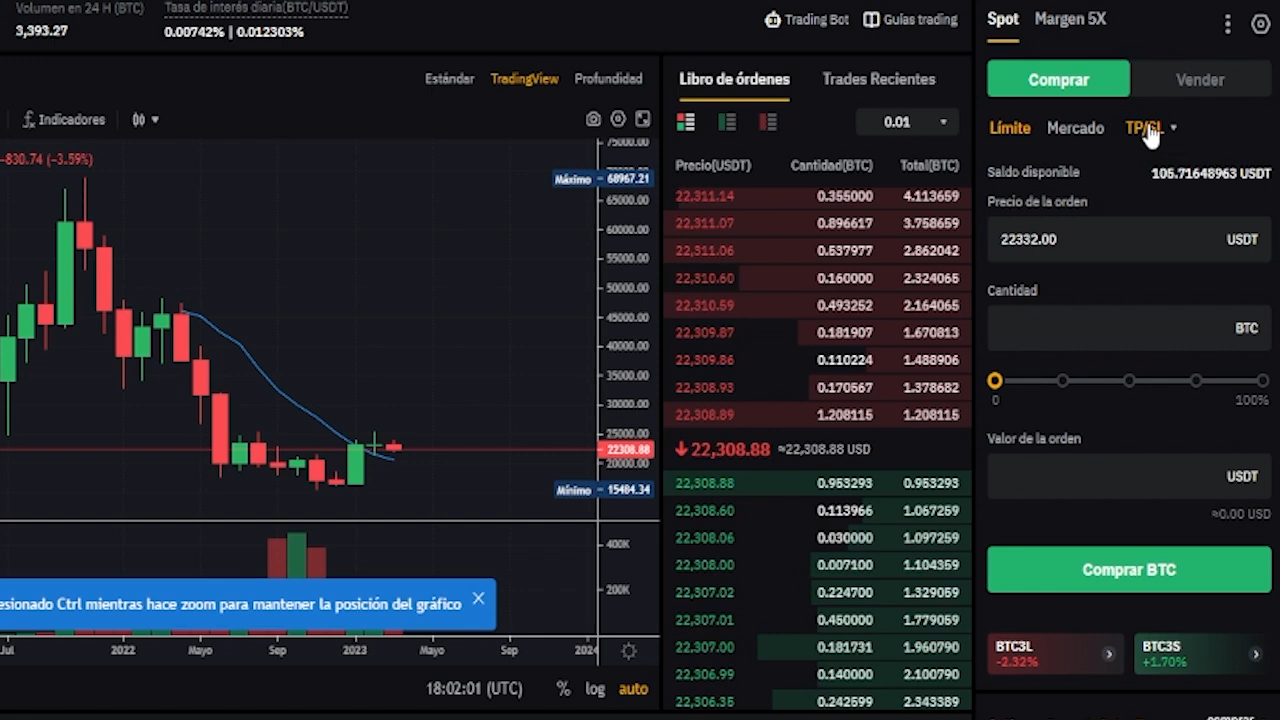 Volumen en 24 H (BTC)
3,393.27
Tasa de interés diaria(BTC/USDT)
0.00742% | 0.012303%
Trading Bot
Guías trading
Estándar
TradingView
Profundidad
Indicadores
−830.74 (−3.59%)
75000.00
Máximo
68967.21
65000.00
60000.00
55000.00
50000.00
45000.00
40000.00
35000.00
30000.00
25000.00
22308.88
20000.00
Mínimo
15484.34
400K
200K
esionado Ctrl mientras hace zoom para mantener la posición del gráfico
Jul
2022
Mayo
Sep
2023
Mayo
Sep
2024
18:02:01 (UTC)
%
log
auto
Libro de órdenes
Trades Recientes
0.01
Precio(USDT) Cantidad(BTC) Total(BTC)
22,311.14 0.355000 4.113659
22,311.07 0.896617 3.758659
22,311.06 0.537977 2.862042
22,310.60 0.160000 2.324065
22,310.59 0.493252 2.164065
22,309.87 0.181907 1.670813
22,309.86 0.110224 1.488906
22,308.93 0.170567 1.378682
22,308.89 1.208115 1.208115
22,308.88 ≈22,308.88 USD
22,308.88 0.953293 0.953293
22,308.60 0.113966 1.067259
22,308.06 0.030000 1.097259
22,308.00 0.007100 1.104359
22,307.02 0.224700 1.329059
22,307.01 0.450000 1.779059
22,307.00 0.181731 1.960790
22,306.99 0.140000 2.100790
22,306.35 0.242599 2.343389
Spot
Margen 5X
Comprar
Vender
Límite
Mercado
TP/SL
Saldo disponible
105.71648963 USDT
Precio de la orden
22332.00
USDT
Cantidad
BTC
0
100%
Valor de la orden
USDT
≈0.00 USD
Comprar BTC
BTC3L
-2.32%
BTC3S
+1.70%